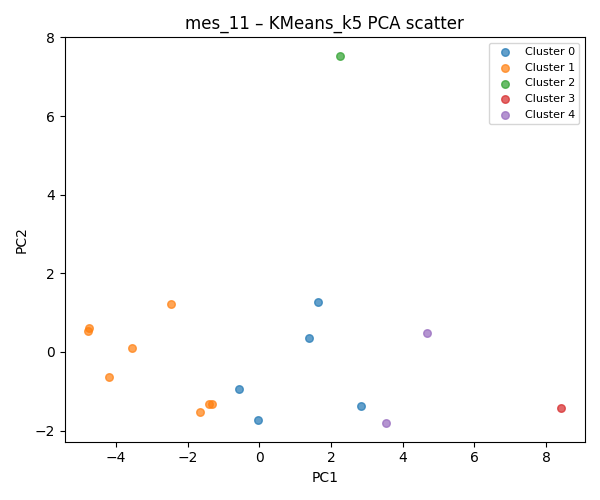 mes_11 – KMeans_k5 PCA scatter
Cluster 0
Cluster 1
Cluster 2
Cluster 3
Cluster 4
8
6
4
2
0
−2
PC2
−4 −2 0 2 4 6 8
PC1